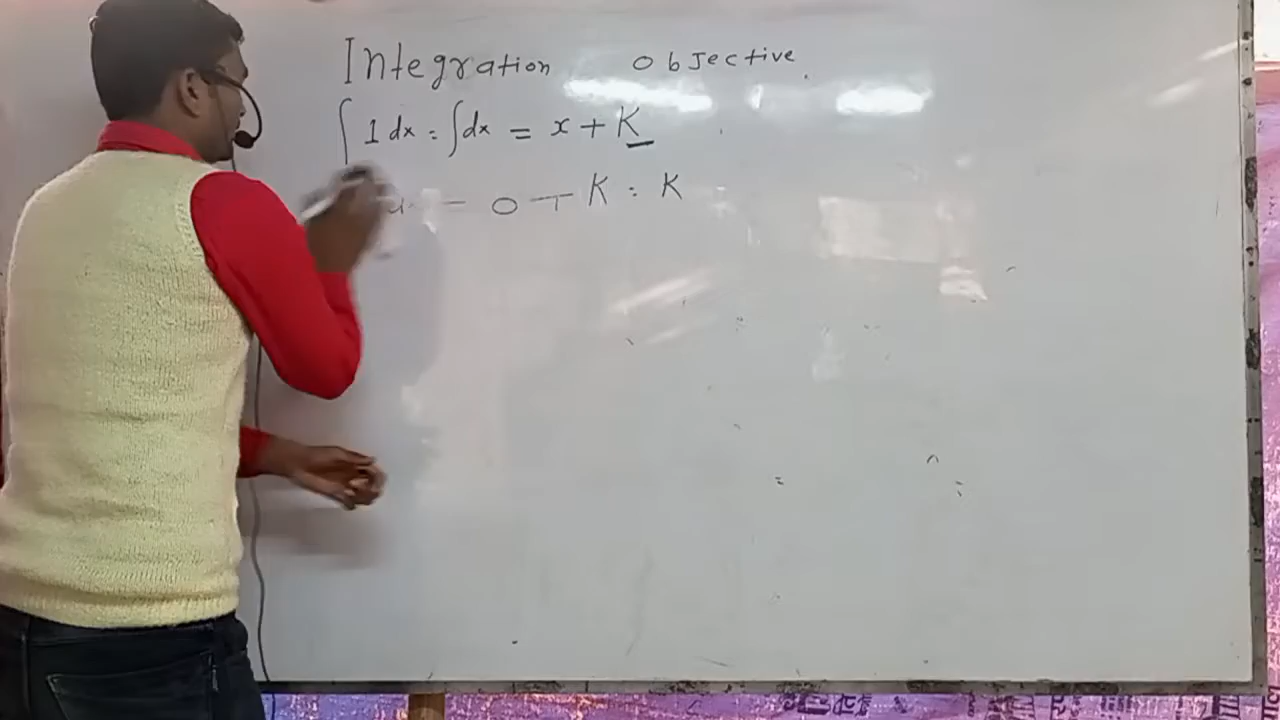 Integration Objective
∫ 1 dx = ∫dx = x + K
= 0 + K = K